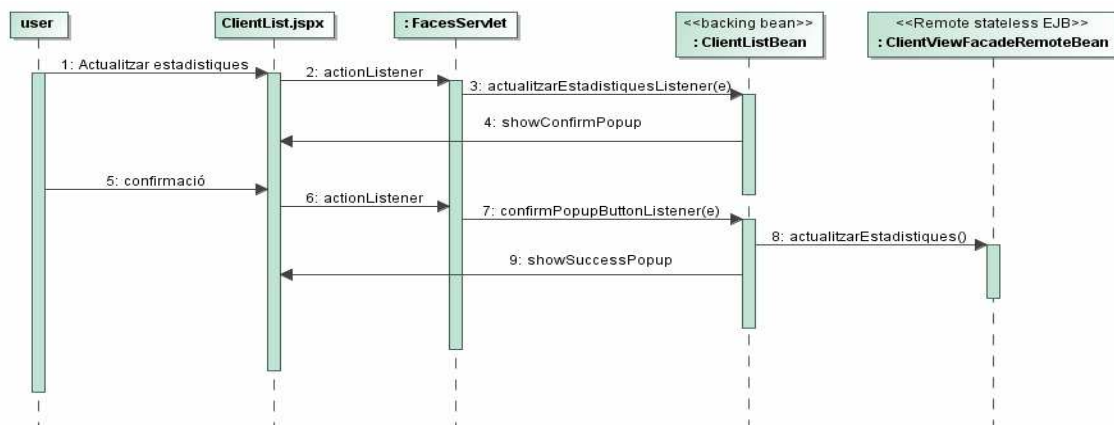 user
ClientList.jspx
: FacesServlet
<<backing bean>>
: ClientListBean
<<Remote stateless EJB>>
: ClientViewFacadeRemoteBean
1: Actualitzar estadistiques
2: actionListener
3: actualitzarEstadistiquesListener(e)
4: showConfirmPopup
5: confirmació
6: actionListener
7: confirmPopupButtonListener(e)
8: actualitzarEstadistiques()
9: showSuccessPopup